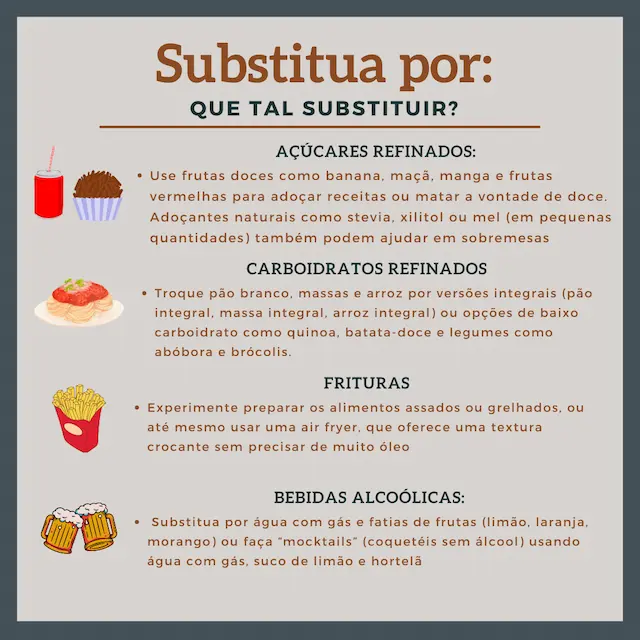 Substitua por:
QUE TAL SUBSTITUIR?
AÇÚCARES REFINADOS:
• Use frutas doces como banana, maçã, manga e frutas
vermelhas para adoçar receitas ou matar a vontade de doce.
Adoçantes naturais como stevia, xilitol ou mel (em pequenas
quantidades) também podem ajudar em sobremesas
CARBOIDRATOS REFINADOS
• Troque pão branco, massas e arroz por versões integrais (pão
integral, massa integral, arroz integral) ou opções de baixo
carboidrato como quinoa, batata-doce e legumes como
abóbora e brócolis.
FRITURAS
• Experimente preparar os alimentos assados ou grelhados, ou
até mesmo usar uma air fryer, que oferece uma textura
crocante sem precisar de muito óleo
BEBIDAS ALCOÓLICAS:
• Substitua por água com gás e fatias de frutas (limão, laranja,
morango) ou faça "mocktails" (coquetéis sem álcool) usando
água com gás, suco de limão e hortelã